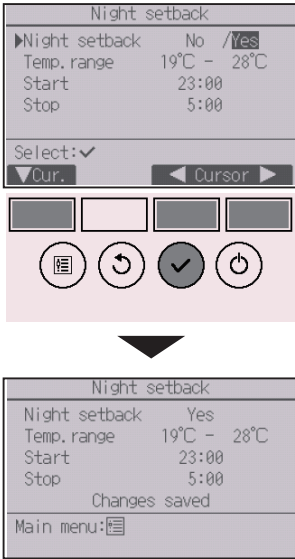 Night setback
▶Night setback No /Yes
Temp.range 19°C – 28°C
Start 23:00
Stop 5:00
Select:✔
▼Cur. ◀ Cursor ▶
Night setback
Night setback Yes
Temp.range 19°C – 28°C
Start 23:00
Stop 5:00
Changes saved
Main menu: